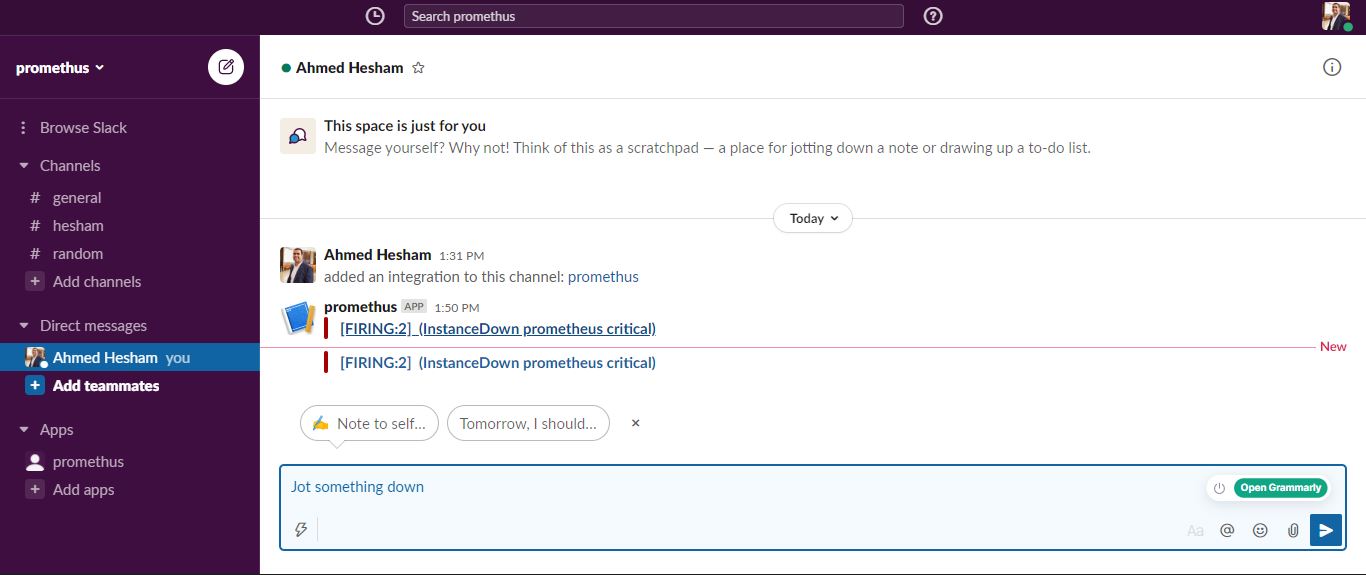 Search promethus
promethus
Browse Slack
Channels
# general
# hesham
# random
+ Add channels
Direct messages
Ahmed Hesham you
+ Add teammates
Apps
promethus
+ Add apps
Ahmed Hesham
This space is just for you
Message yourself? Why not! Think of this as a scratchpad — a place for jotting down a note or drawing up a to-do list.
Today
Ahmed Hesham 1:31 PM
added an integration to this channel: promethus
promethus APP 1:50 PM
[FIRING:2] (InstanceDown prometheus critical)
New
[FIRING:2] (InstanceDown prometheus critical)
Note to self... Tomorrow, I should... ×
Jot something down
Open Grammarly
Aa @